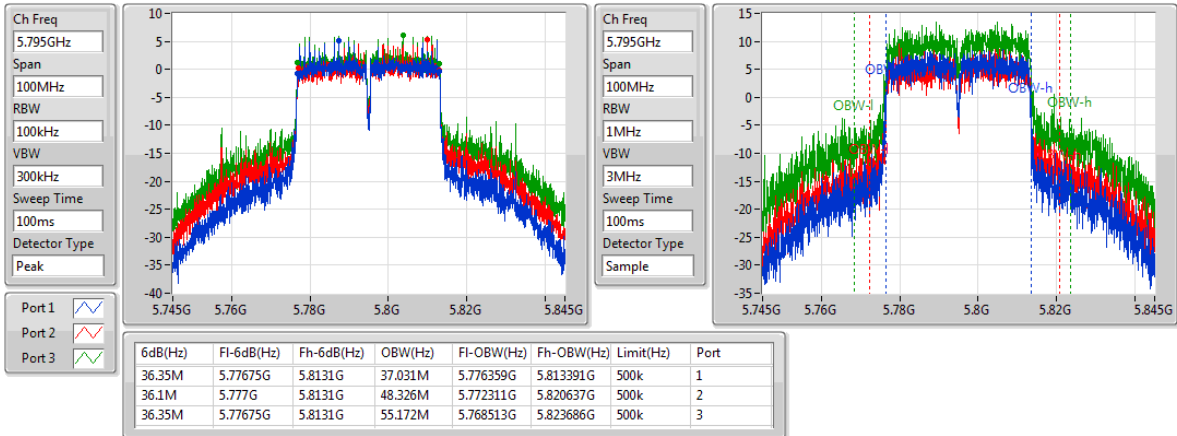 Ch Freq
5.795GHz
Span
100MHz
RBW
100kHz
VBW
300kHz
Sweep Time
100ms
Detector Type
Peak
Port 1
Port 2
Port 3
10
5
0
-5
-10
-15
-20
-25
-30
-35
-40
5.745G 5.76G 5.78G 5.8G 5.82G 5.845G
Ch Freq
5.795GHz
Span
100MHz
RBW
1MHz
VBW
3MHz
Sweep Time
100ms
Detector Type
Sample
15
10
5
0
-5
-10
-15
-20
-25
-30
-35
OBW-h
OBW-l OBW-h
5.745G 5.76G 5.78G 5.8G 5.82G 5.845G
6dB(Hz) Fl-6dB(Hz) Fh-6dB(Hz) OBW(Hz) Fl-OBW(Hz) Fh-OBW(Hz) Limit(Hz) Port
36.35M 5.77675G 5.8131G 37.031M 5.776359G 5.813391G 500k 1
36.1M 5.777G 5.8131G 48.326M 5.772311G 5.820637G 500k 2
36.35M 5.77675G 5.8131G 55.172M 5.768513G 5.823686G 500k 3